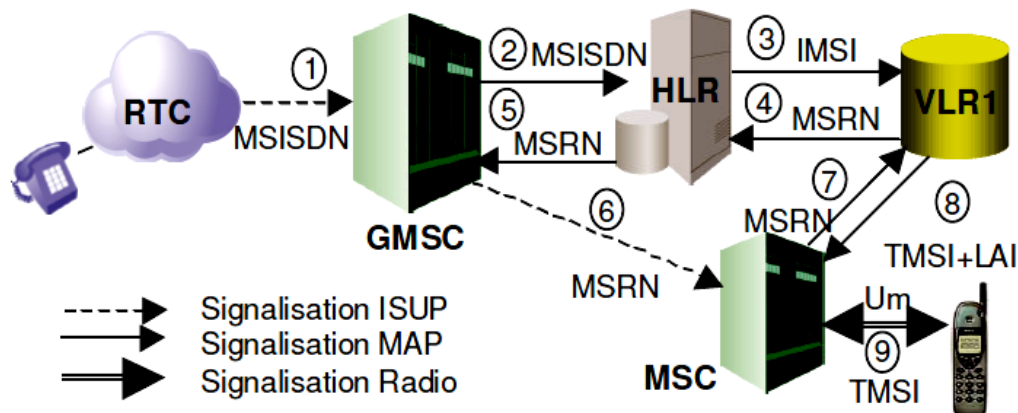 1
2
MSISDN
3
IMSI
RTC
HLR
VLR1
MSISDN
5
MSRN
4
MSRN
6
7
8
GMSC
MSRN
MSRN
TMSI+LAI
Signalisation ISUP
Signalisation MAP
Signalisation Radio
MSC
Um
9
TMSI